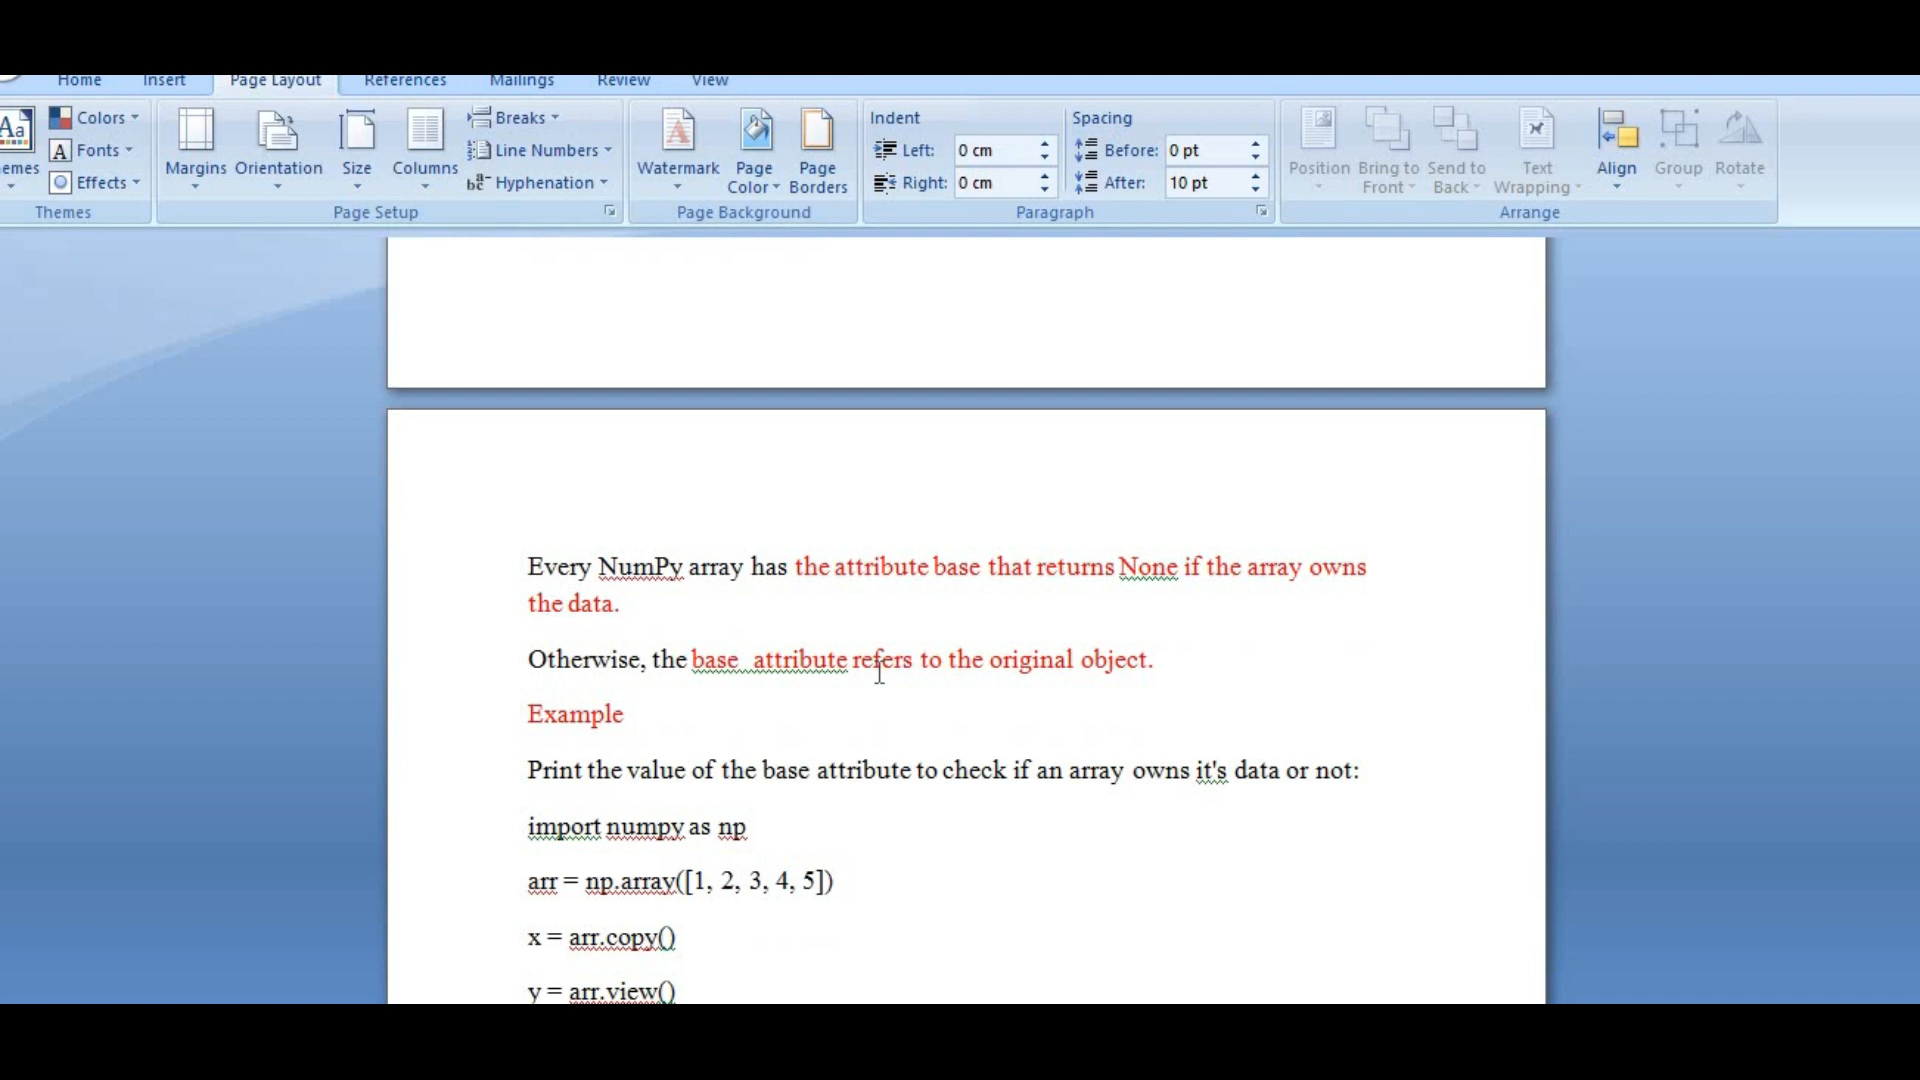 Home Insert Page Layout References Mailings Review View
Colors Breaks Indent Spacing
Fonts Line Numbers Left: 0 cm Before: 0 pt
Margins Orientation Size Columns Watermark Page Color Page Borders Position Bring to Front Send to Back Text Wrapping Align Group Rotate
Effects Hyphenation Right: 0 cm After: 10 pt
Themes Page Setup Page Background Paragraph Arrange
Every NumPy array has the attribute base that returns None if the array owns
the data.
Otherwise, the base attribute refers to the original object.
Example
Print the value of the base attribute to check if an array owns it's data or not:
import numpy as np
arr = np.array([1, 2, 3, 4, 5])
x = arr.copy()
y = arr.view()